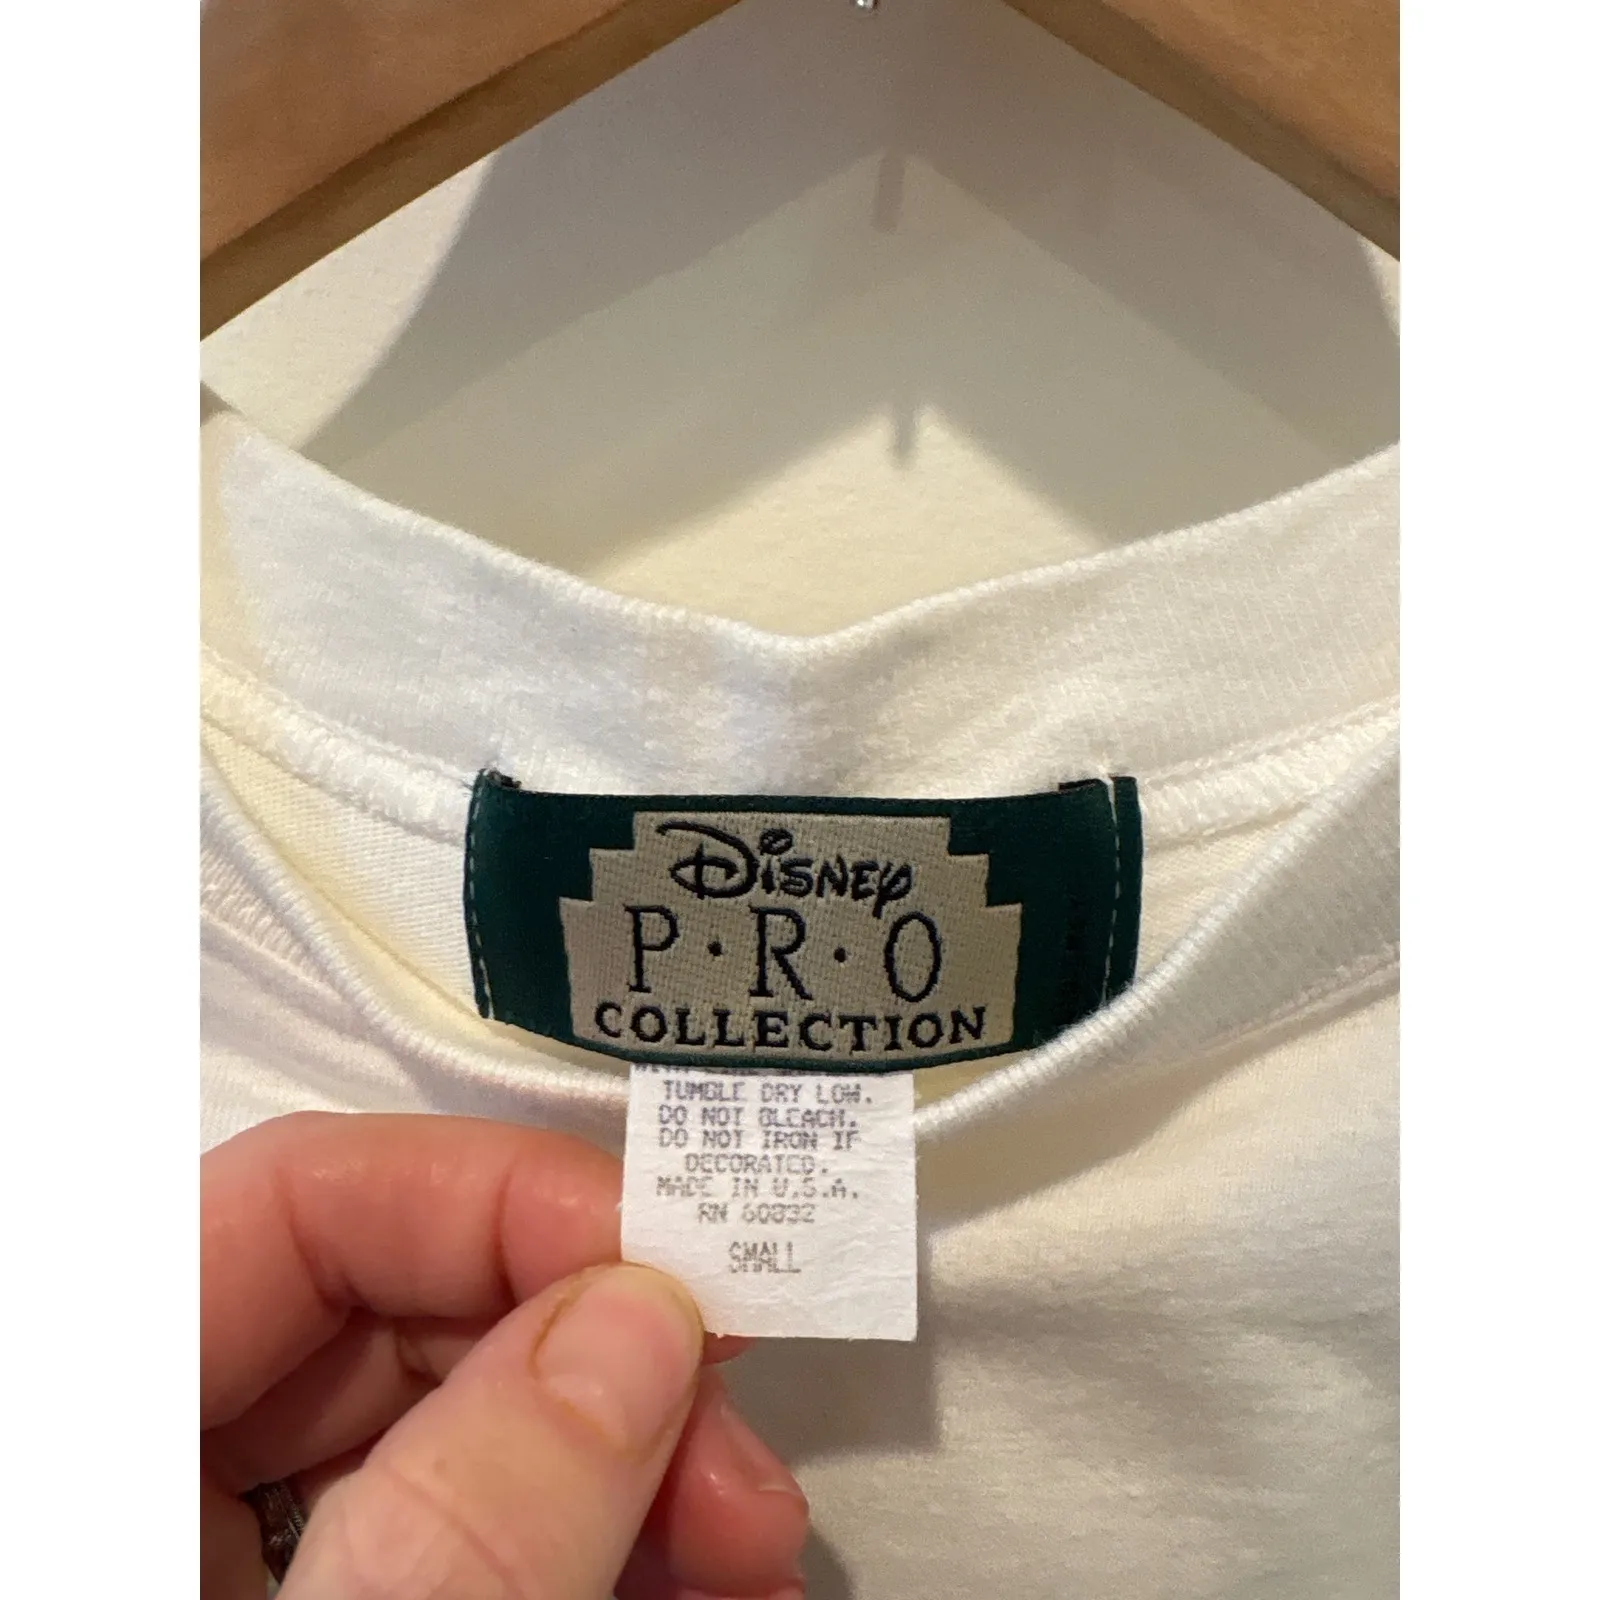 Disney
P·R·O
COLLECTION
TUMBLE DRY LOW.
DO NOT BLEACH.
DO NOT IRON IF
DECORATED.
MADE IN U.S.A.
RN 60832
SMALL